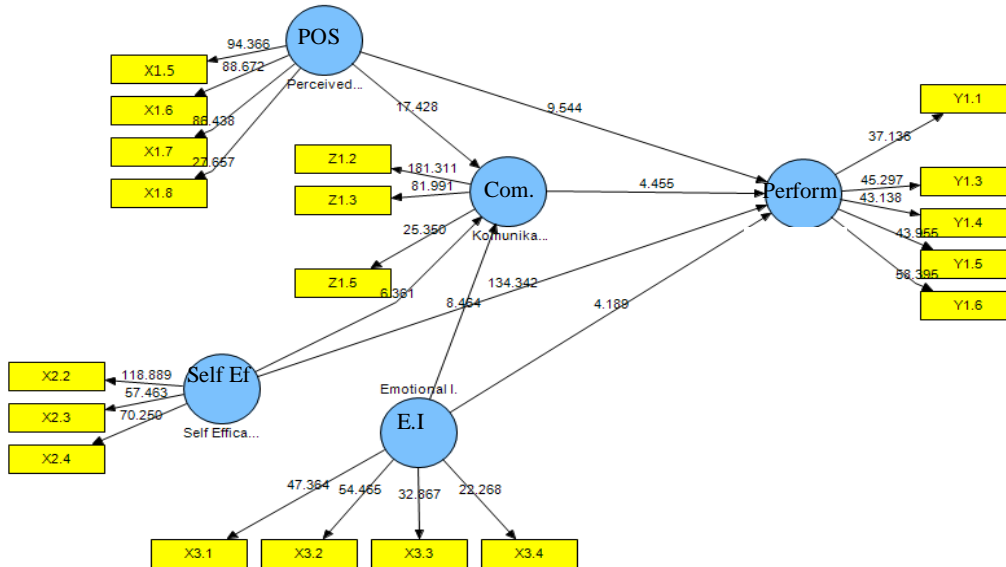 POS
Perceived...
94.366
X1.5
88.672
X1.6
86.438
X1.7
27.657
X1.8
17.428
9.544
Y1.1
37.136
Z1.2
181.311
Z1.3
81.991
Com.
Komunika...
4.455
Perform
45.297
Y1.3
43.138
Y1.4
43.955
Y1.5
58.395
Y1.6
25.350
Z1.5
6.361
8.464
134.342
4.189
Self Ef
Self Effica...
118.889
X2.2
57.463
X2.3
70.250
X2.4
Emotional I.
E.I
47.364
54.465
32.867
22.268
X3.1
X3.2
X3.3
X3.4